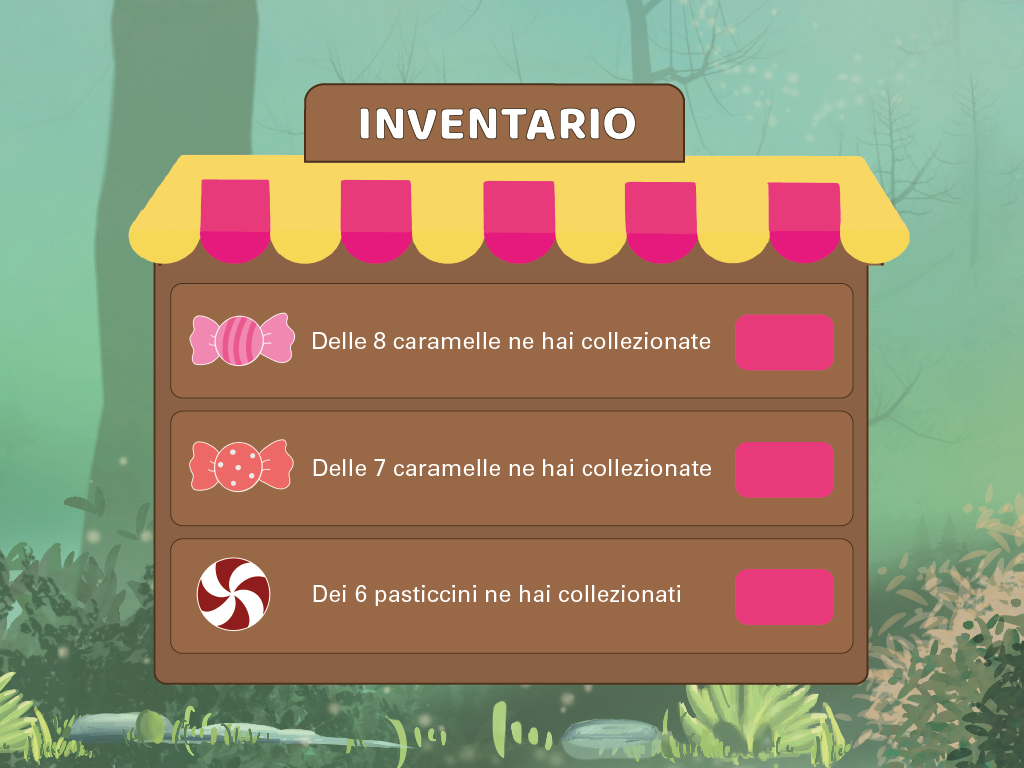 INVENTARIO
Delle 8 caramelle ne hai collezionate
Delle 7 caramelle ne hai collezionate
Dei 6 pasticcini ne hai collezionati